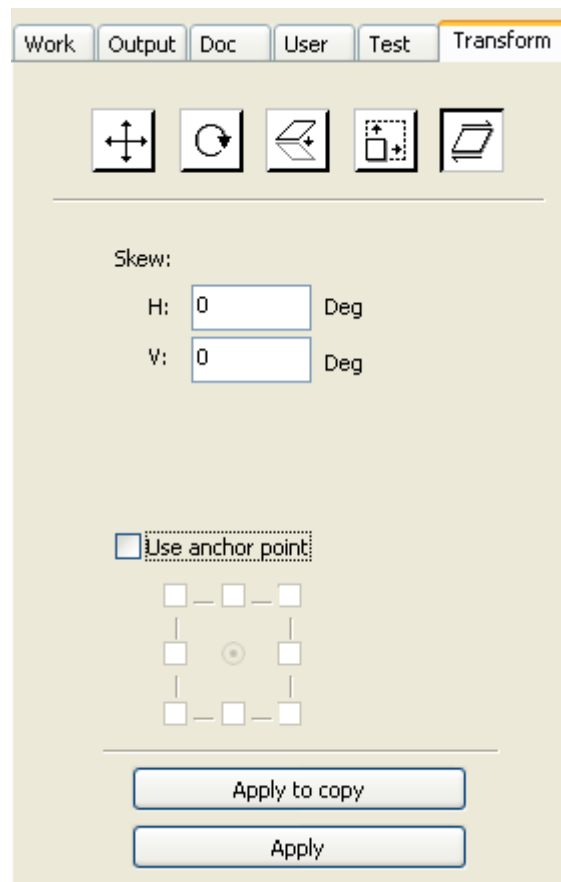 Work Output Doc User Test Transform
Skew:
H: 0 Deg
V: 0 Deg
Use anchor point
Apply to copy
Apply